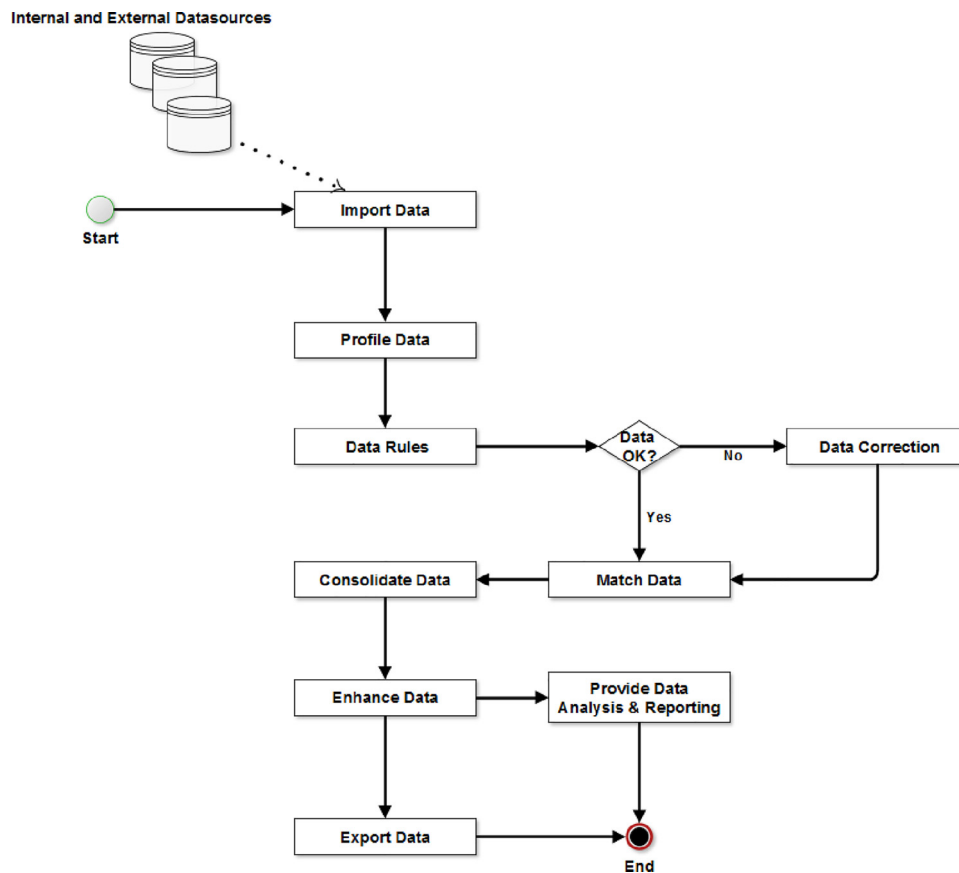 Internal and External Datasources
Import Data
Start
Profile Data
Data Rules
Data
OK?
No
Data Correction
Yes
Consolidate Data
Match Data
Enhance Data
Provide Data
Analysis & Reporting
Export Data
End